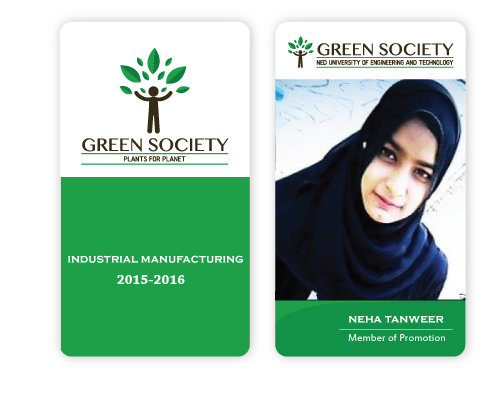 GREEN SOCIETY
PLANTS FOR PLANET
INDUSTRIAL MANUFACTURING
2015-2016
GREEN SOCIETY
NED UNIVERSITY OF ENGINEERING AND TECHNOLOGY
NEHA TANWEER
Member of Promotion